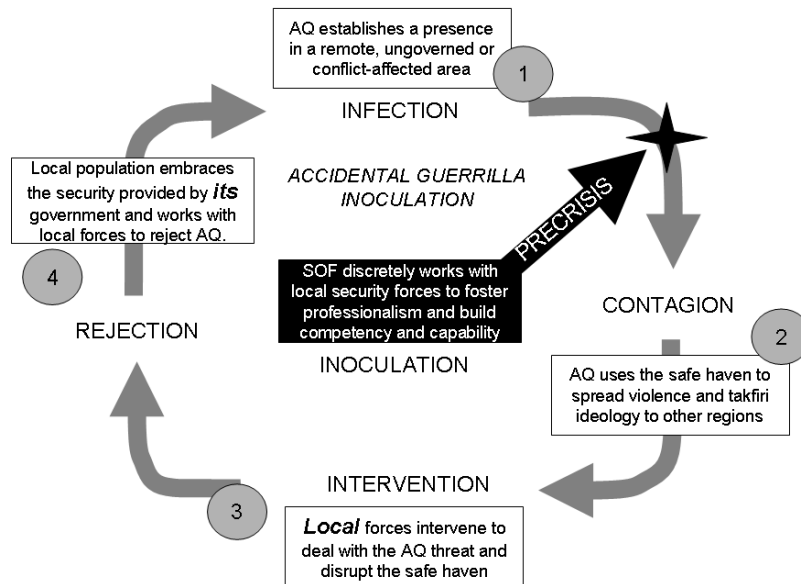 AQ establishes a presence
in a remote, ungoverned or
conflict-affected area
1
INFECTION
ACCIDENTAL GUERRILLA
INOCULATION
PRECRISIS
SOF discretely works with
local security forces to foster
professionalism and build
competency and capability
INOCULATION
CONTAGION
2
AQ uses the safe haven to
spread violence and takfiri
ideology to other regions
INTERVENTION
3
Local forces intervene to
deal with the AQ threat and
disrupt the safe haven
Local population embraces
the security provided by its
government and works with
local forces to reject AQ.
4
REJECTION